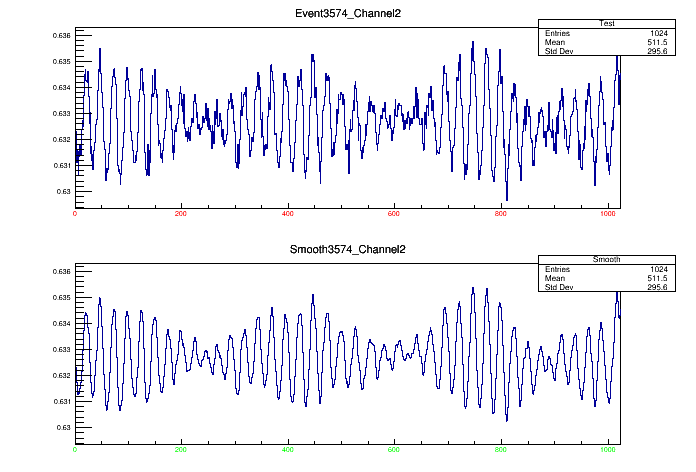 Event3574_Channel2
Test
Entries 1024
Mean 511.5
Std Dev 295.6
0.636
0.635
0.634
0.633
0.632
0.631
0.63
0 200 400 600 800 1000
Smooth3574_Channel2
Smooth
Entries 1024
Mean 511.5
Std Dev 295.6
0.636
0.635
0.634
0.633
0.632
0.631
0.63
0 200 400 600 800 1000